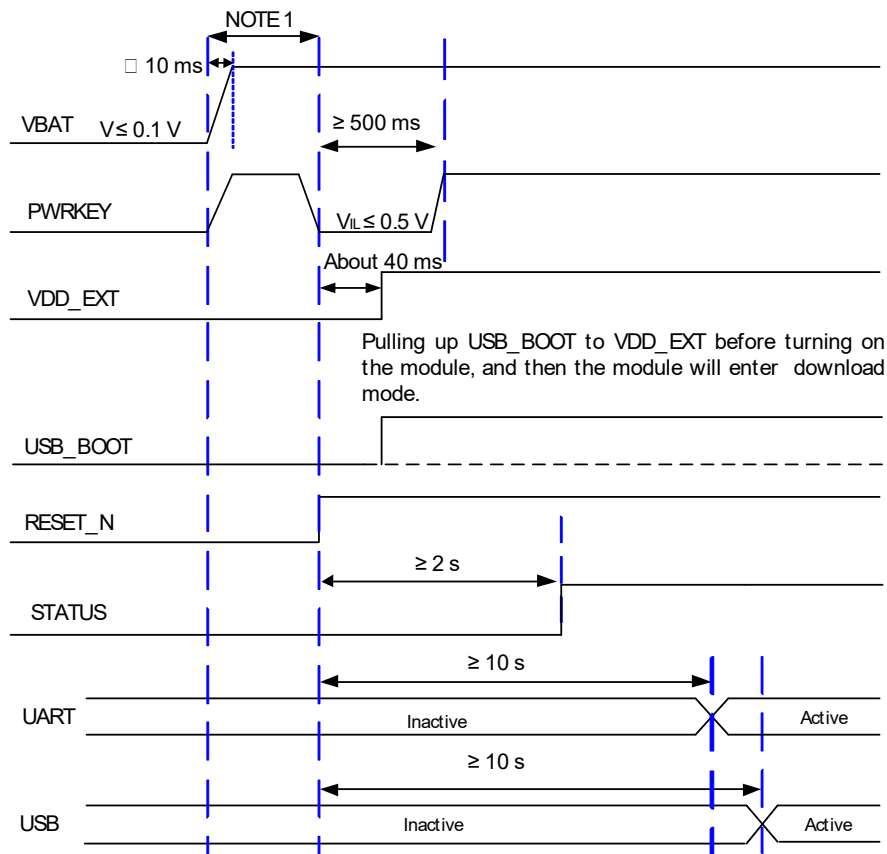 NOTE 1
□ 10 ms
VBAT
V≤ 0.1 V
≥ 500 ms
PWRKEY
VIL≤ 0.5 V
About 40 ms
VDD_EXT
Pulling up USB_BOOT to VDD_EXT before turning on
the module, and then the module will enter download
mode.
USB_BOOT
RESET_N
≥ 2 s
STATUS
≥ 10 s
UART
Inactive
Active
≥ 10 s
USB
Inactive
Active